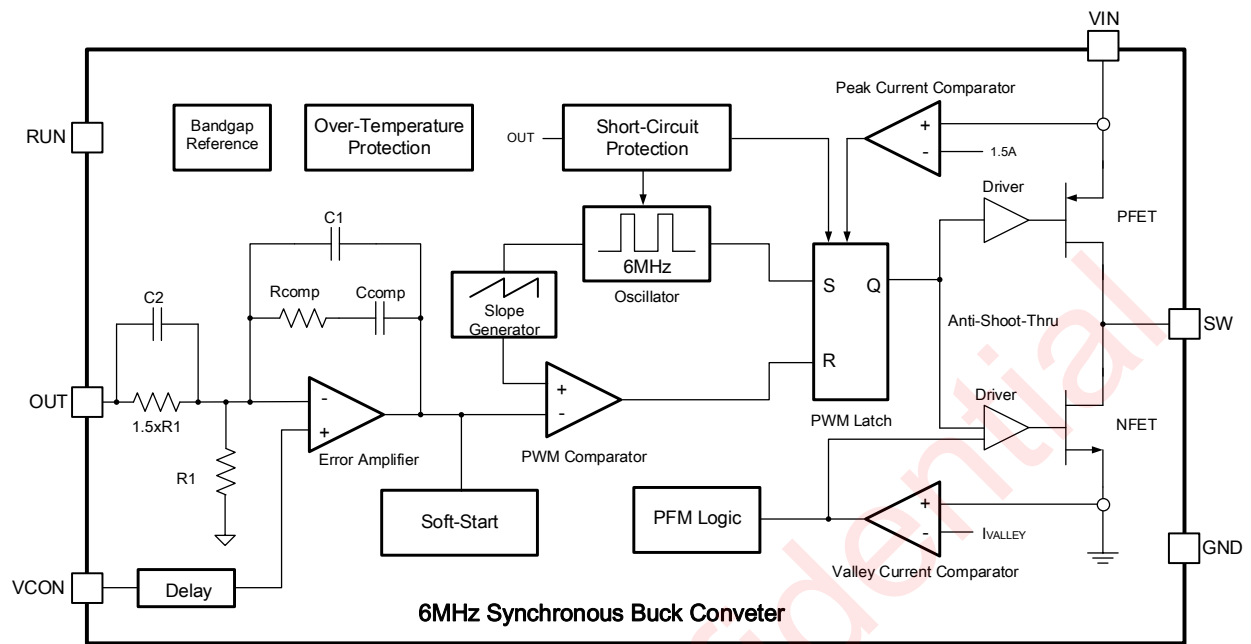 VIN
Peak Current Comparator
RUN
Bandgap
Reference
Over-Temperature
Protection
OUT
Short-Circuit
Protection
+
-
1.5A
Driver
PFET
C1
6MHz
Oscillator
Rcomp
Ccomp
Slope
Generator
S
Q
C2
Anti-Shoot-Thru
SW
R
OUT
1.5xR1
-
+
Error Amplifier
+
-
PWM Comparator
PWM Latch
Driver
NFET
R1
Soft-Start
PFM Logic
+
-
IVALLEY
Valley Current Comparator
GND
VCON
Delay
6MHz Synchronous Buck Conveter